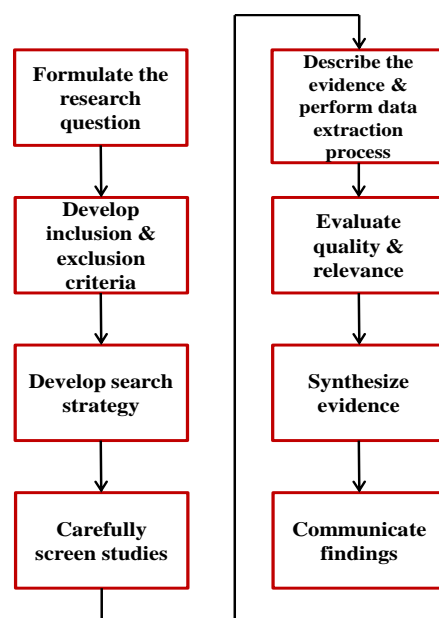 Formulate the
research
question
Develop
inclusion &
exclusion
criteria
Develop search
strategy
Carefully
screen studies
Describe the
evidence &
perform data
extraction
process
Evaluate
quality &
relevance
Synthesize
evidence
Communicate
findings